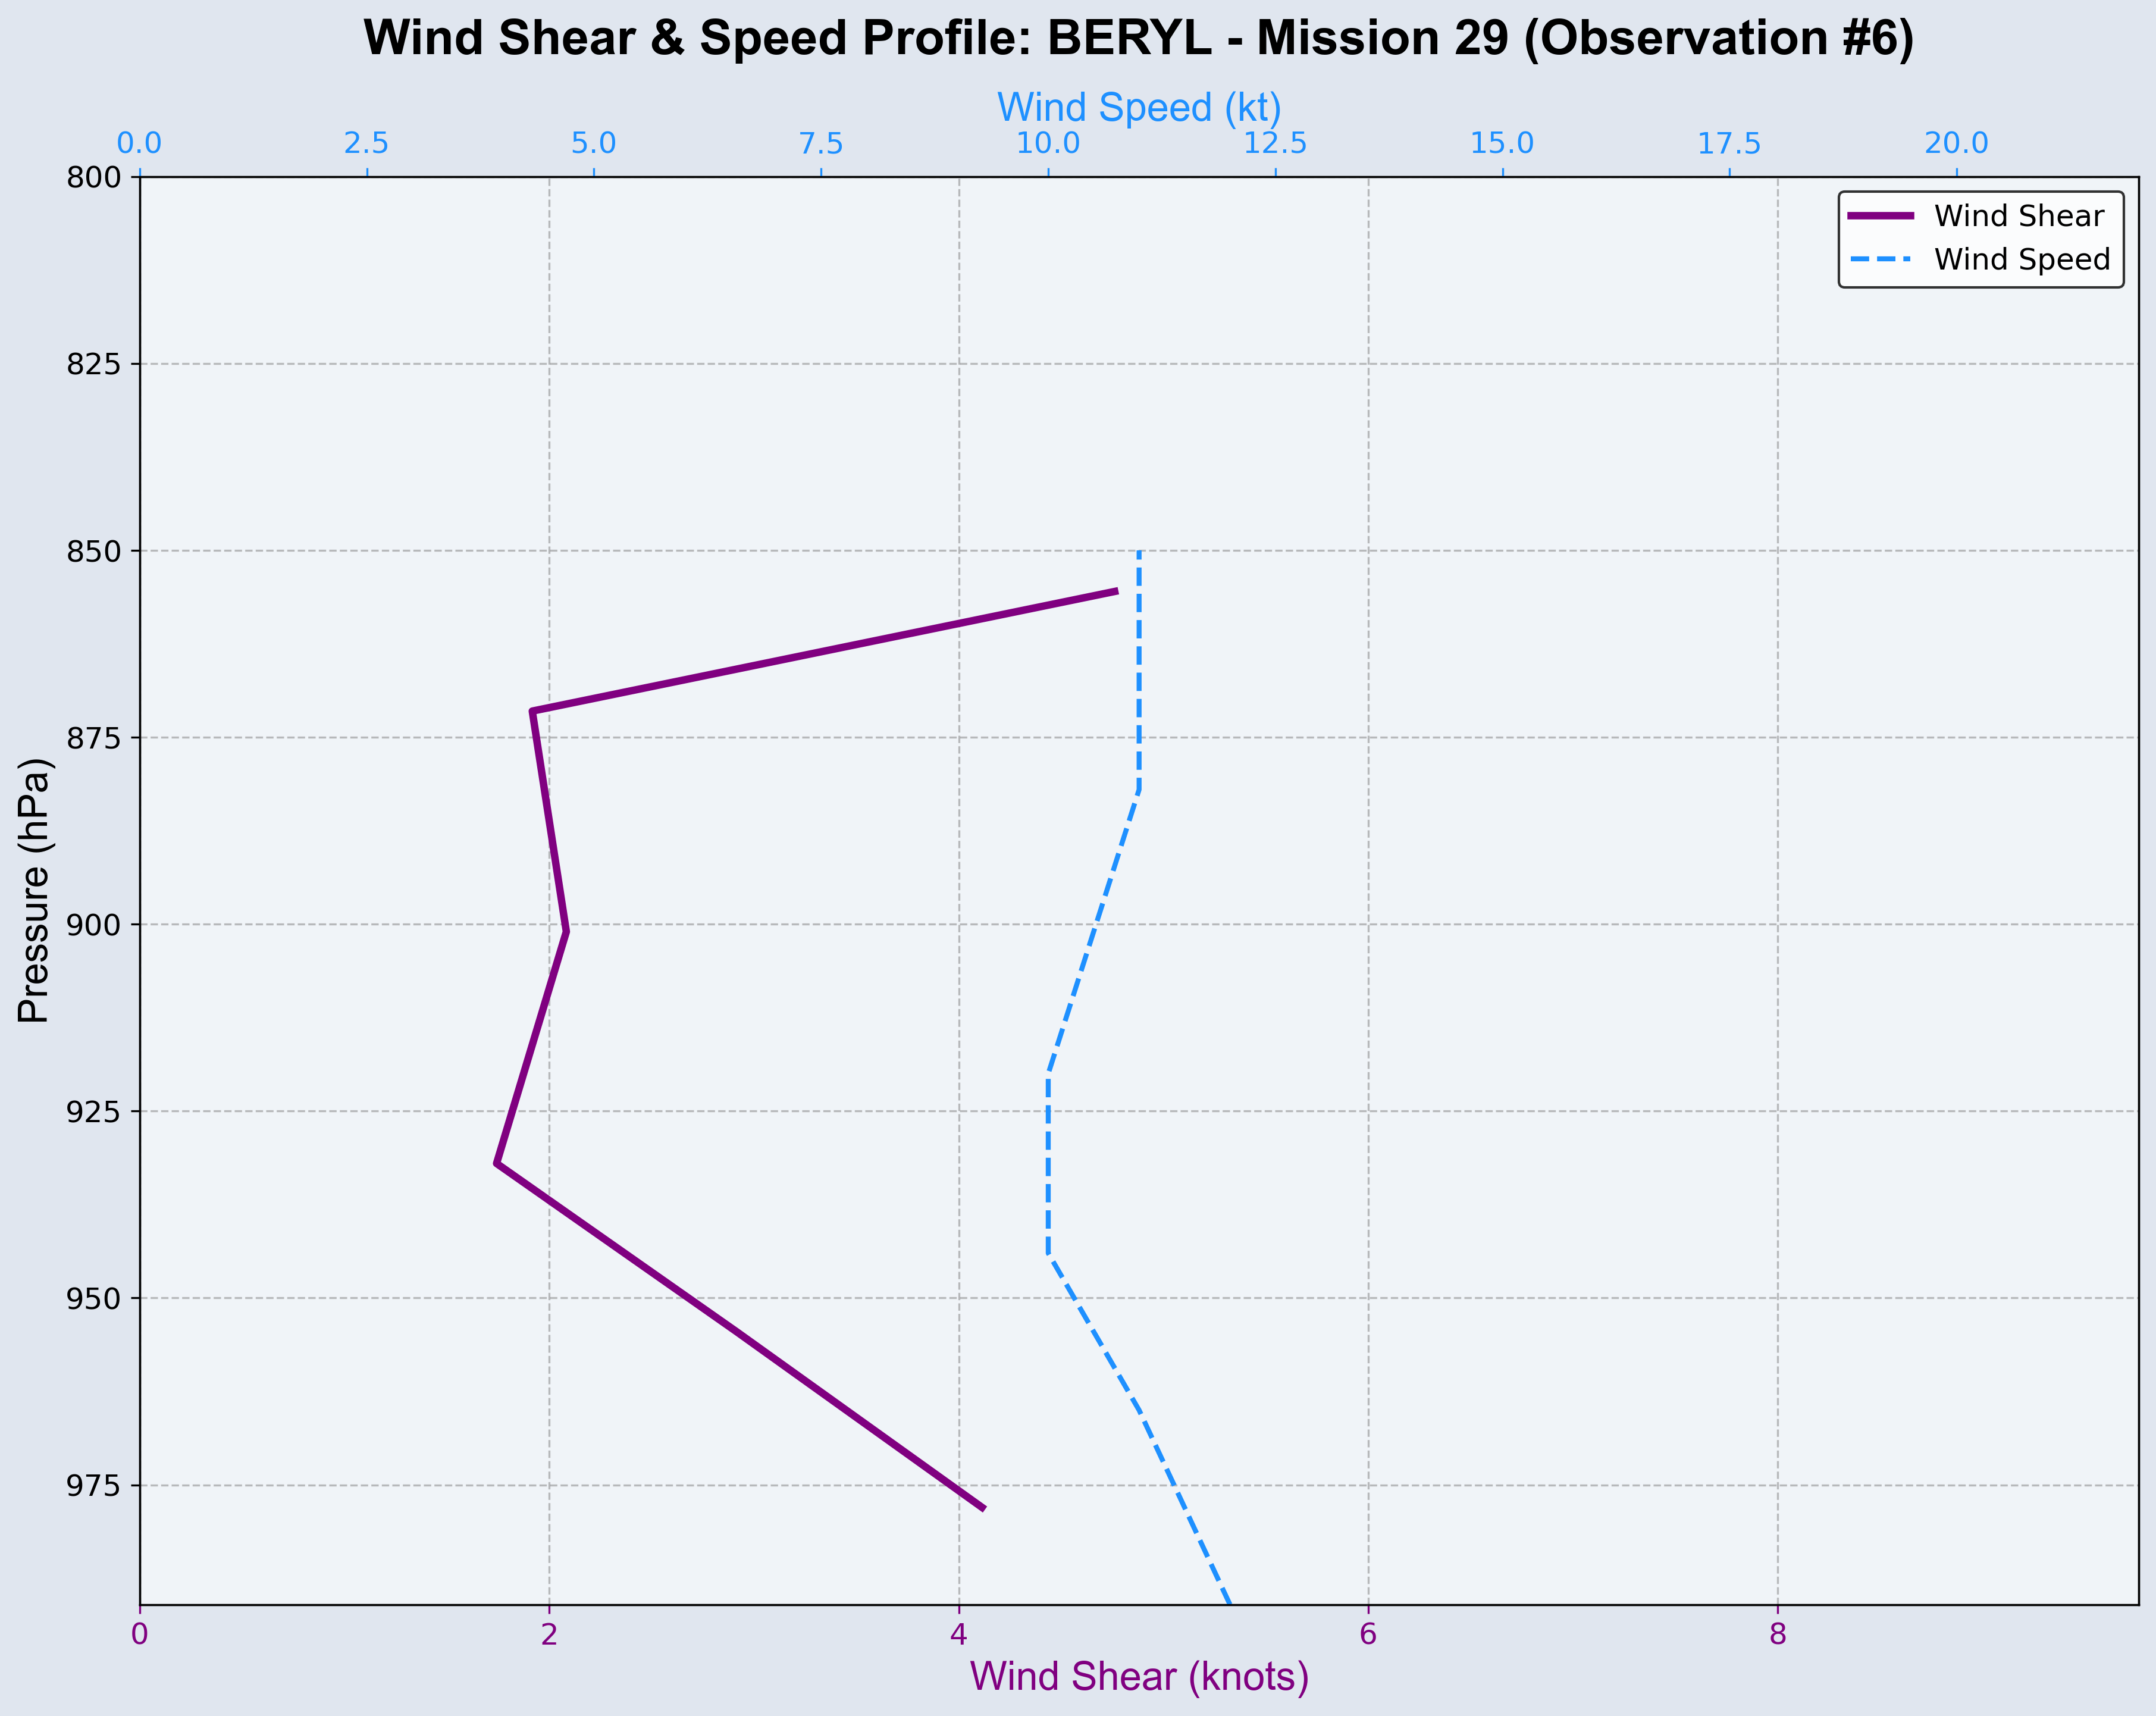 Wind Shear & Speed Profile: BERYL - Mission 29 (Observation #6)
Wind Speed (kt)
0.0 2.5 5.0 7.5 10.0 12.5 15.0 17.5 20.0
Wind Shear
Wind Speed
800
825
850
875
900
925
950
975
Pressure (hPa)
0 2 4 6 8
Wind Shear (knots)